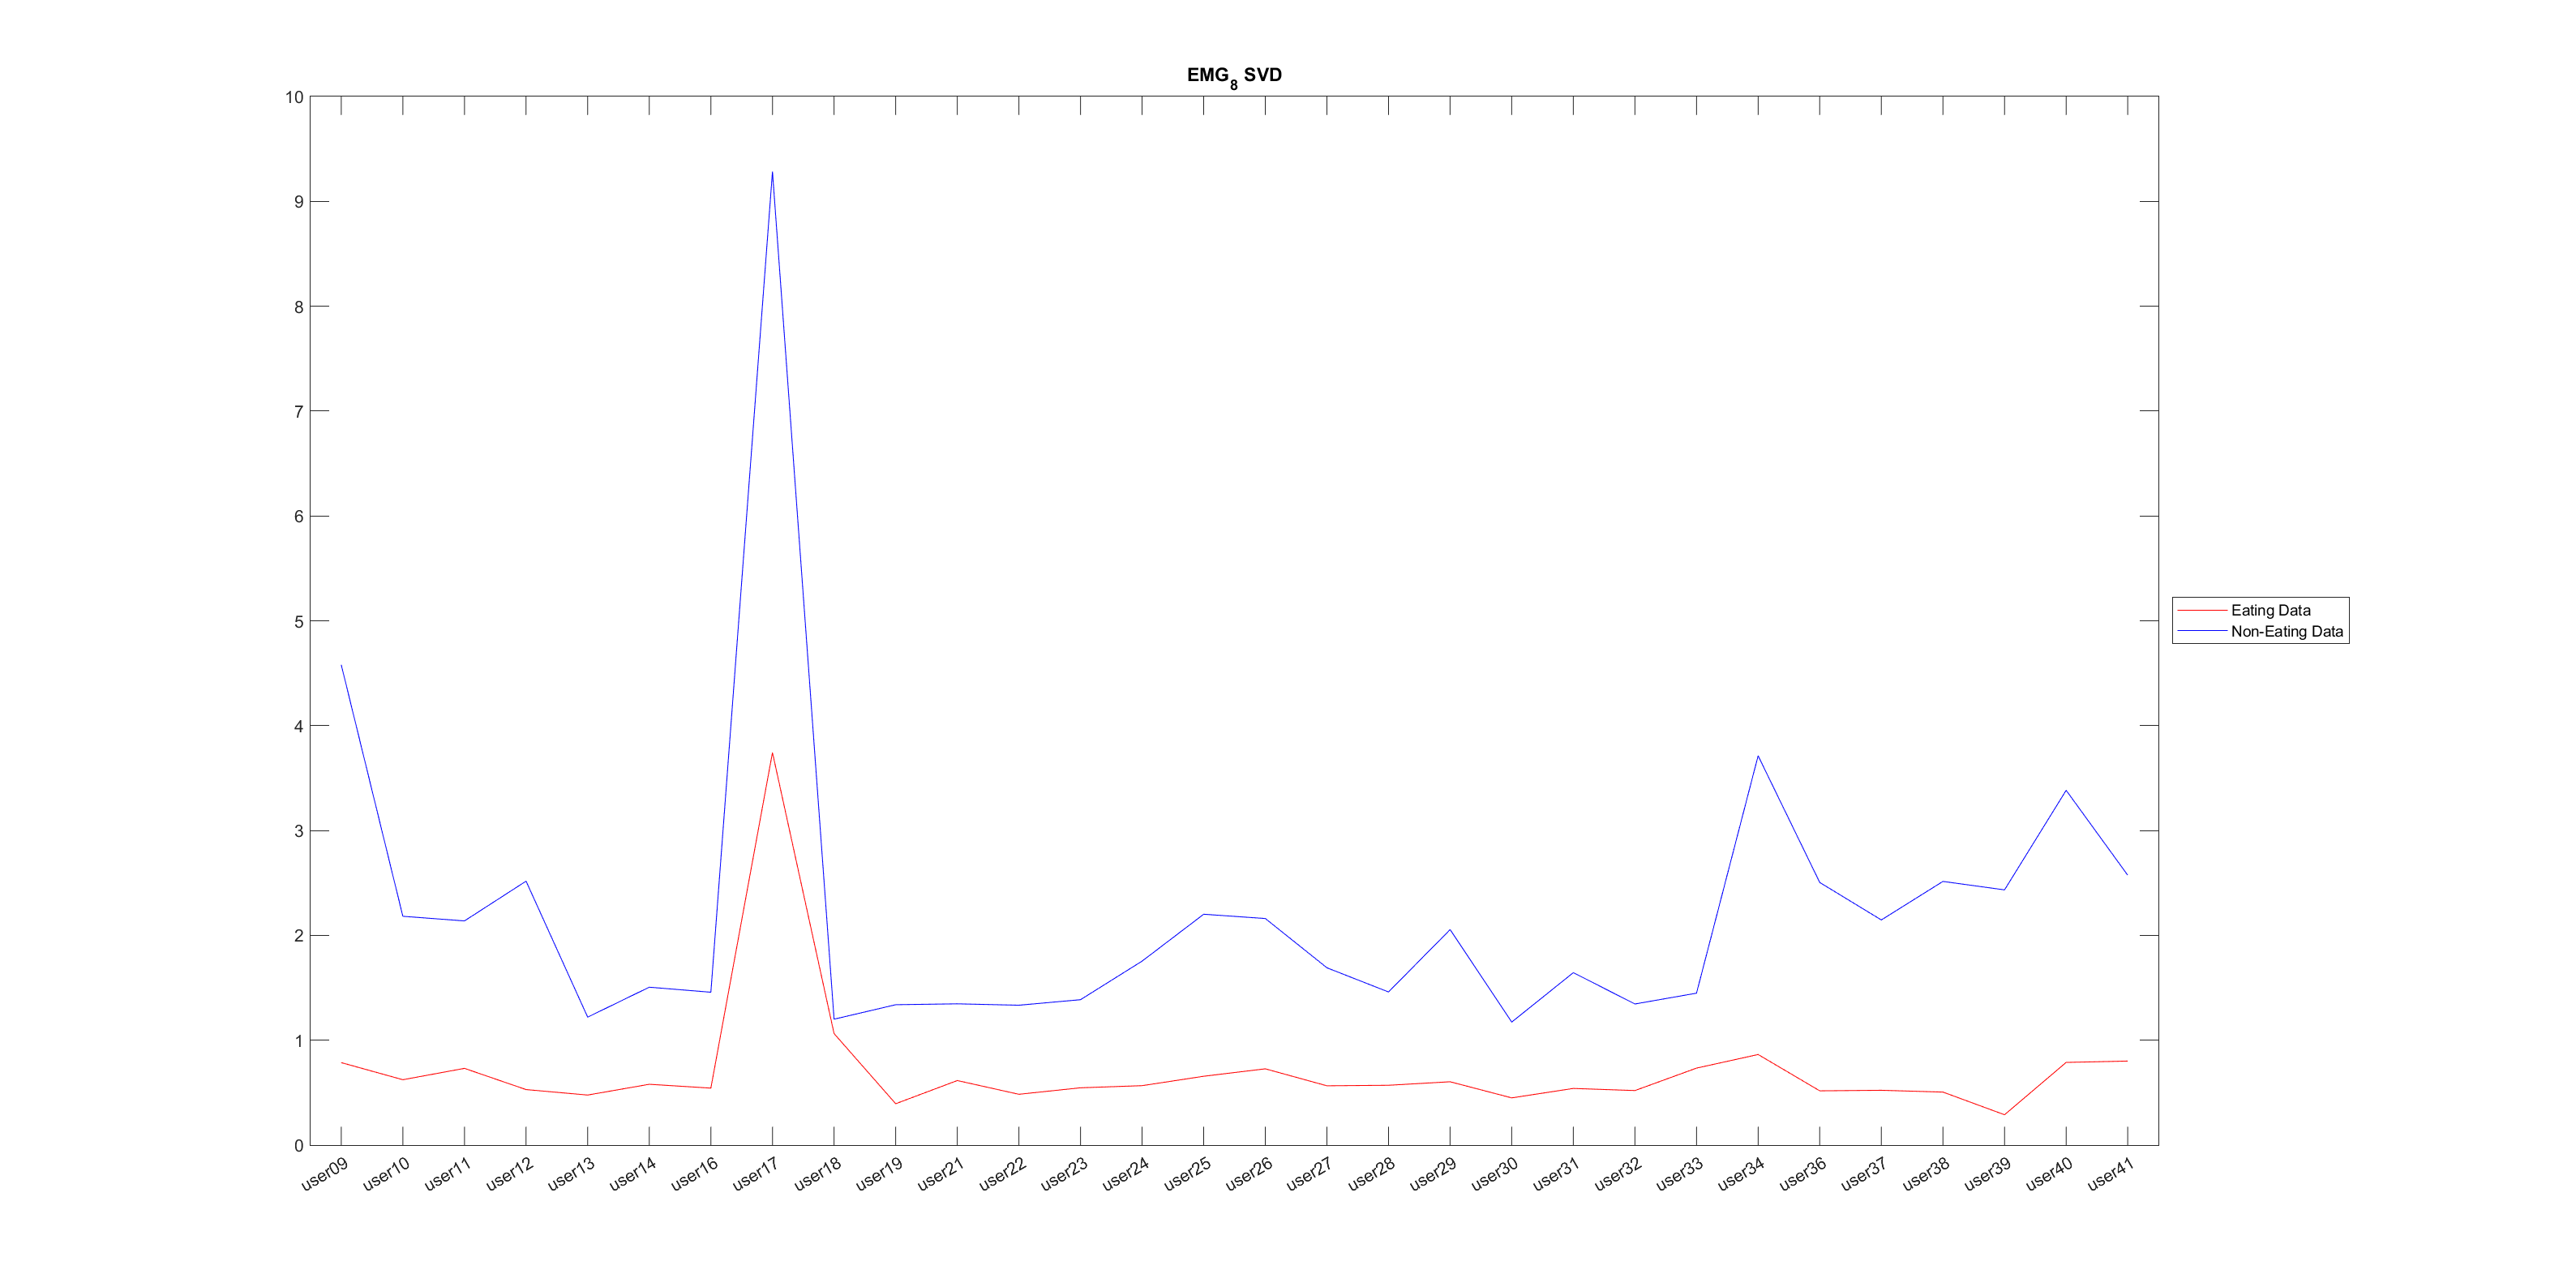 EMG8 SVD
10
9
8
7
6
5
4
3
2
1
0
Eating Data
Non-Eating Data
user09 user10 user11 user12 user13 user14 user16 user17 user18 user19 user21 user22 user23 user24 user25 user26 user27 user28 user29 user30 user31 user32 user33 user34 user36 user37 user38 user39 user40 user41